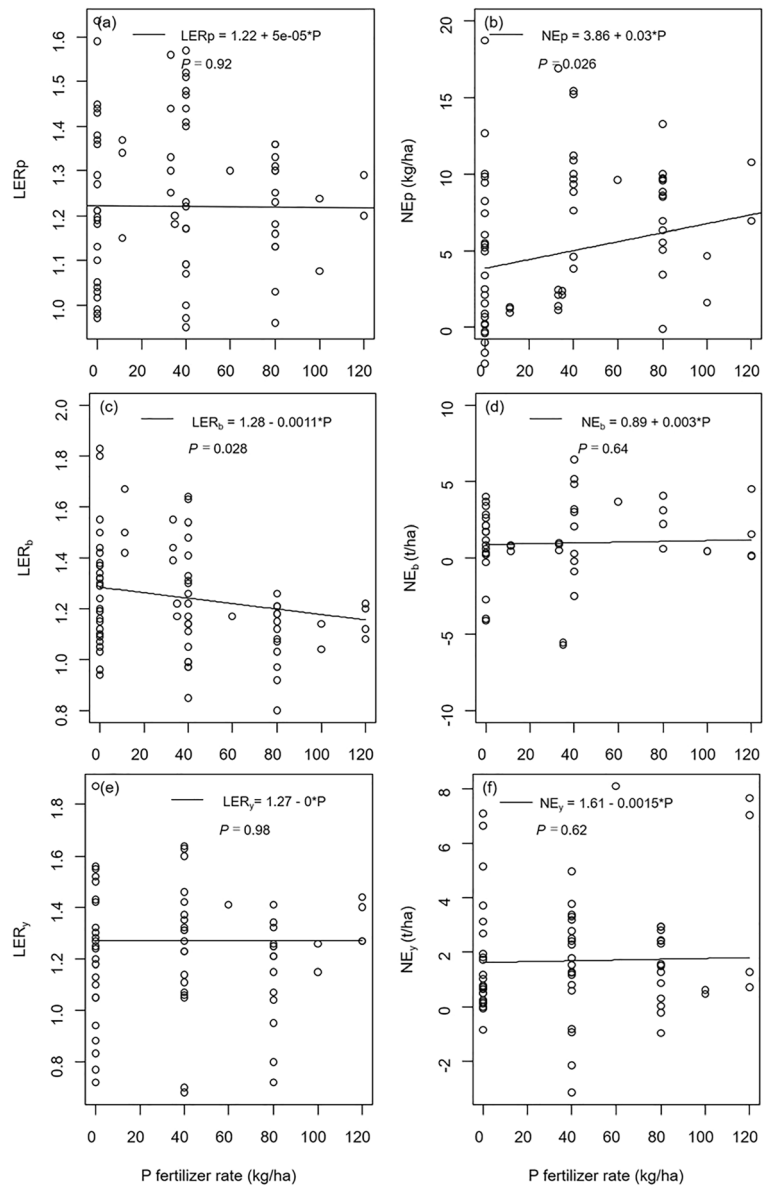 (a)
LERp = 1.22 + 5e-05*P
P = 0.92
LERp
1.0 1.1 1.2 1.3 1.4 1.5 1.6
0 20 40 60 80 100 120
(b)
NEp = 3.86 + 0.03*P
P = 0.026
NEp (kg/ha)
0 5 10 15 20
0 20 40 60 80 100 120
(c)
LERb = 1.28 - 0.0011*P
P = 0.028
LERb
0.8 1.0 1.2 1.4 1.6 1.8 2.0
0 20 40 60 80 100 120
(d)
NEb = 0.89 + 0.003*P
P = 0.64
NEb (t/ha)
-10 -5 0 5 10
0 20 40 60 80 100 120
(e)
LERy= 1.27 - 0*P
P = 0.98
LERy
0.8 1.0 1.2 1.4 1.6 1.8
0 20 40 60 80 100 120
P fertilizer rate (kg/ha)
(f)
NEy = 1.61 - 0.0015*P
P = 0.62
NEy (t/ha)
-2 0 2 4 6 8
0 20 40 60 80 100 120
P fertilizer rate (kg/ha)